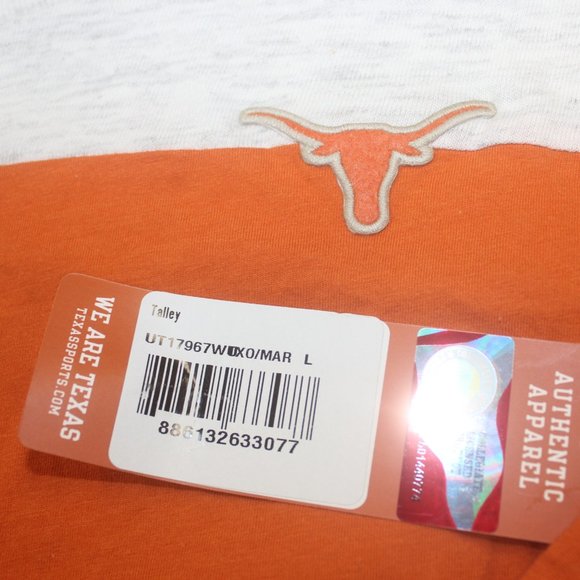 WE ARE TEXAS
TEXASSPORTS.COM
Talley
L
886132633077
AUTHENTIC
APPAREL